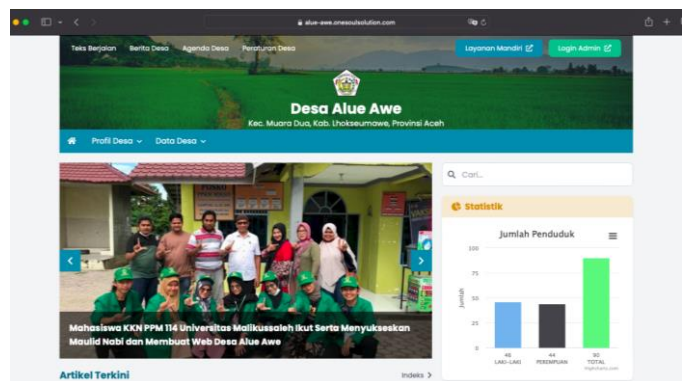 alue-awe.onesoulsolution.com
Teks Berjalan Berita Desa Agenda Desa Peraturan Desa
Layanan Mandiri
Login Admin
Desa Alue Awe
Kec. Muara Dua, Kab. Lhokseumawe, Provinsi Aceh
Profil Desa
Data Desa
Cari...
Statistik
Jumlah Penduduk
Jumlah
100
75
50
25
0
46 44 90
LAKI-LAKI PEREMPUAN TOTAL
Highcharts.com
Mahasiswa KKN PPM 114 Universitas Malikussaleh Ikut Serta Menyukseskan
Maulid Nabi dan Membuat Web Desa Alue Awe
Artikel Terkini
Indeks